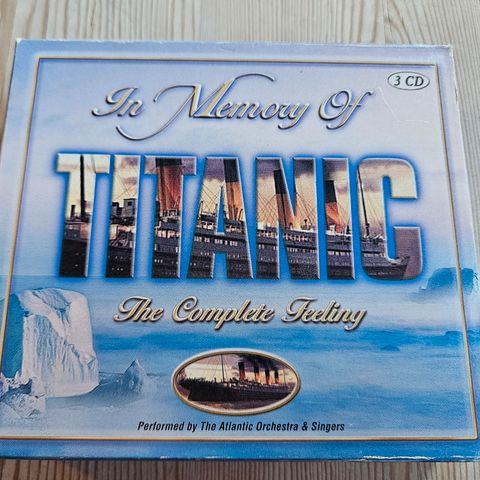 3 CD
In Memory Of
TITANIC
The Complete Feeling
Performed by The Atlantic Orchestra & Singers